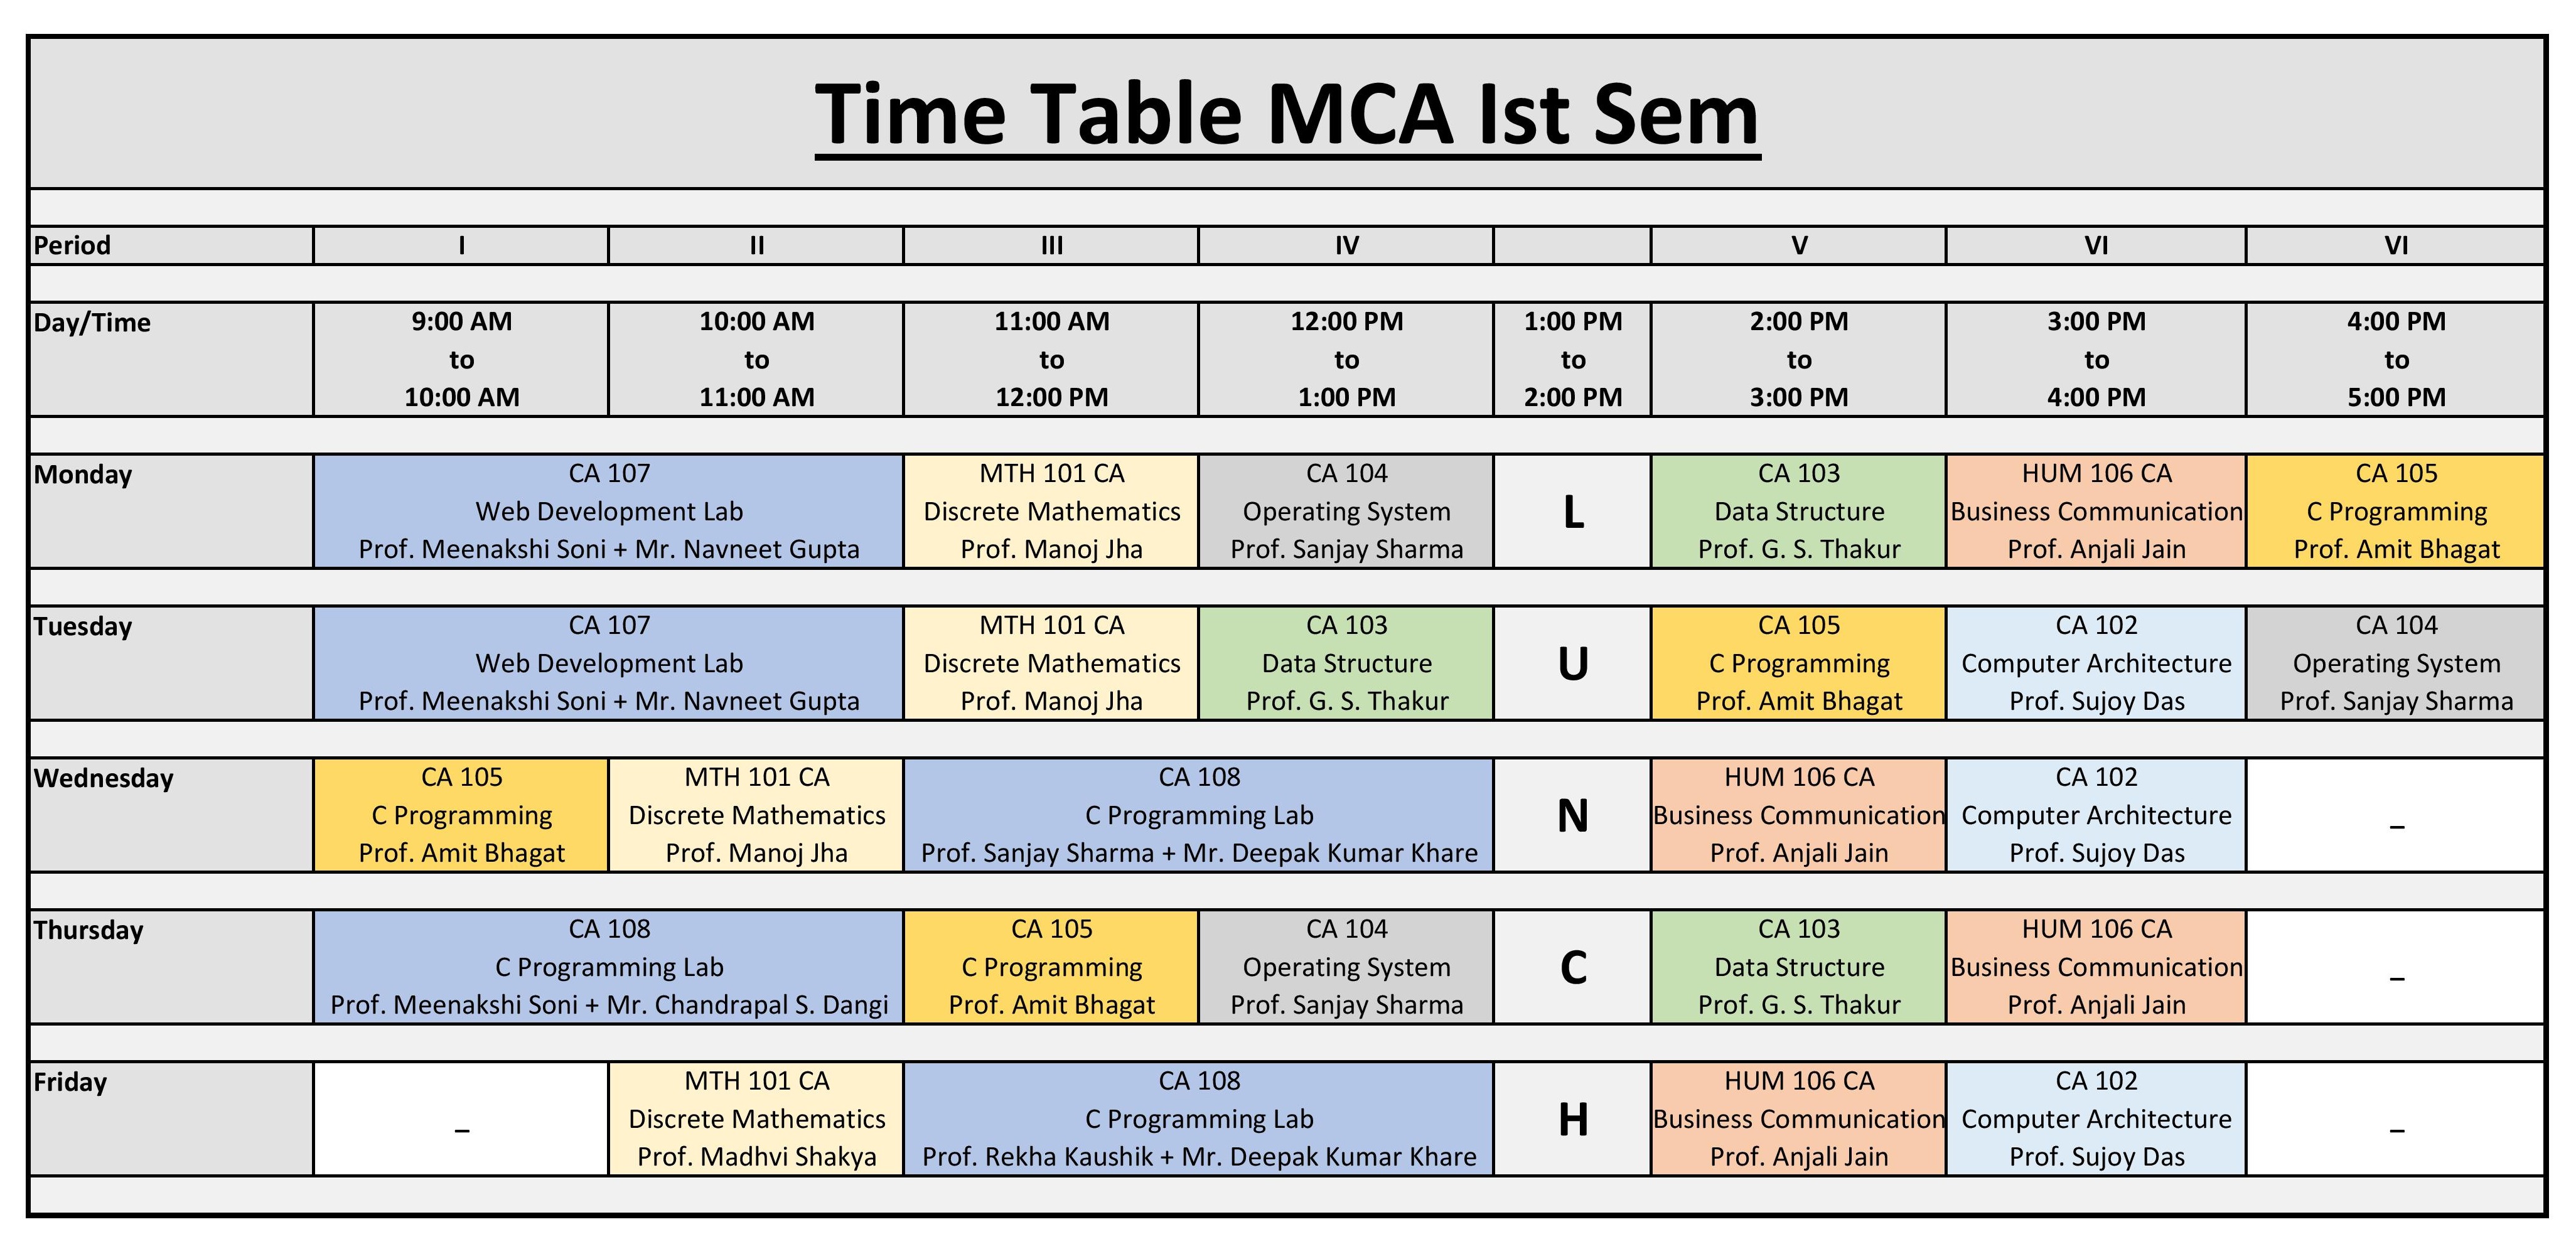 Time Table MCA Ist Sem
Period I II III IV V VI VI
Day/Time
9:00 AM to 10:00 AM
10:00 AM to 11:00 AM
11:00 AM to 12:00 PM
12:00 PM to 1:00 PM
1:00 PM to 2:00 PM
2:00 PM to 3:00 PM
3:00 PM to 4:00 PM
4:00 PM to 5:00 PM
Monday
CA 107
Web Development Lab
Prof. Meenakshi Soni + Mr. Navneet Gupta
MTH 101 CA
Discrete Mathematics
Prof. Manoj Jha
CA 104
Operating System
Prof. Sanjay Sharma
L
CA 103
Data Structure
Prof. G. S. Thakur
HUM 106 CA
Business Communication
Prof. Anjali Jain
CA 105
C Programming
Prof. Amit Bhagat
Tuesday
CA 107
Web Development Lab
Prof. Meenakshi Soni + Mr. Navneet Gupta
MTH 101 CA
Discrete Mathematics
Prof. Manoj Jha
CA 103
Data Structure
Prof. G. S. Thakur
U
CA 105
C Programming
Prof. Amit Bhagat
CA 102
Computer Architecture
Prof. Sujoy Das
CA 104
Operating System
Prof. Sanjay Sharma
Wednesday
CA 105
C Programming
Prof. Amit Bhagat
MTH 101 CA
Discrete Mathematics
Prof. Manoj Jha
CA 108
C Programming Lab
Prof. Sanjay Sharma + Mr. Deepak Kumar Khare
N
HUM 106 CA
Business Communication
Prof. Anjali Jain
CA 102
Computer Architecture
Prof. Sujoy Das
–
Thursday
CA 108
C Programming Lab
Prof. Meenakshi Soni + Mr. Chandrapal S. Dangi
CA 105
C Programming
Prof. Amit Bhagat
CA 104
Operating System
Prof. Sanjay Sharma
C
CA 103
Data Structure
Prof. G. S. Thakur
HUM 106 CA
Business Communication
Prof. Anjali Jain
–
Friday
–
MTH 101 CA
Discrete Mathematics
Prof. Madhvi Shakya
CA 108
C Programming Lab
Prof. Rekha Kaushik + Mr. Deepak Kumar Khare
H
HUM 106 CA
Business Communication
Prof. Anjali Jain
CA 102
Computer Architecture
Prof. Sujoy Das
–